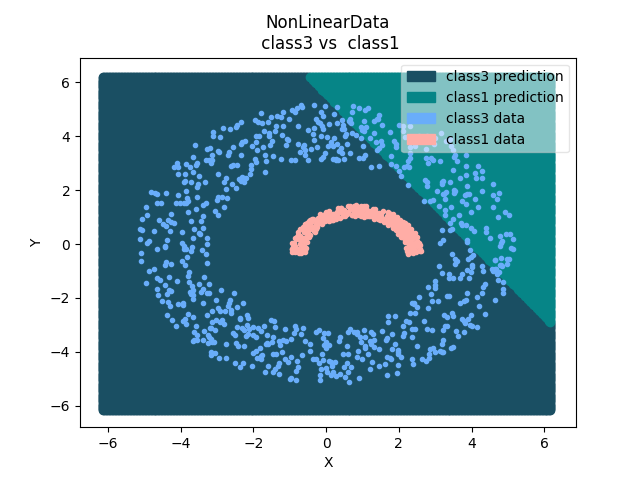 NonLinearData
class3 vs  class1
class3 prediction
class1 prediction
class3 data
class1 data
6
4
2
0
−2
−4
−6
Y
−6 −4 −2 0 2 4 6
X